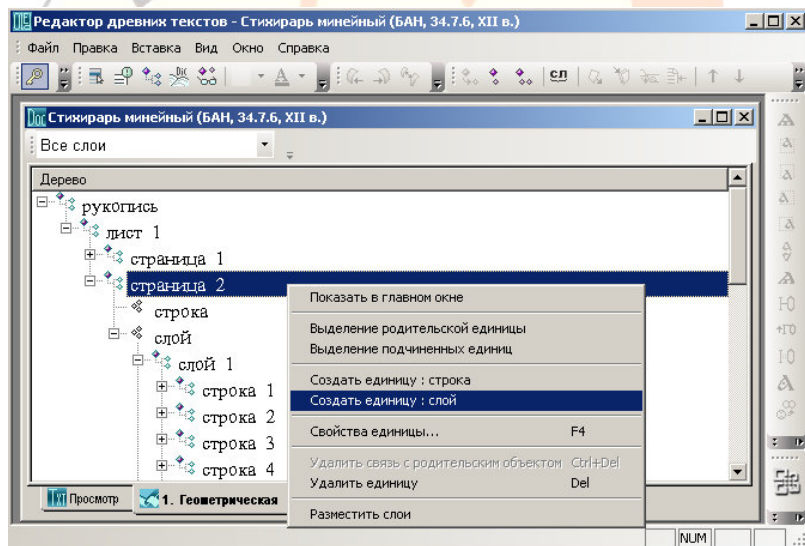 Редактор древних текстов - Стихирарь минейный (БАН, 34.7.6, XII в.)
Файл Правка Вставка Вид Окно Справка
СЛ
Doc Стихирарь минейный (БАН, 34.7.6, XII в.)
Все слои
Дерево
рукопись
лист 1
страница 1
страница 2
строка
слой
слой 1
строка 1
строка 2
строка 3
строка 4
Показать в главном окне
Выделение родительской единицы
Выделение подчиненных единиц
Создать единицу : строка
Создать единицу : слой
Свойства единицы... F4
Удалить связь с родительским объектом Ctrl+Del
Удалить единицу Del
Разместить слои
TXT Просмотр 1. Геометрическая
NUM